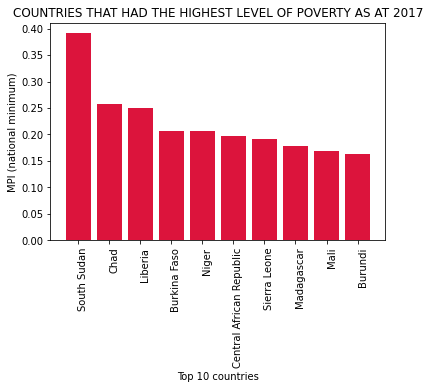 COUNTRIES THAT HAD THE HIGHEST LEVEL OF POVERTY AS AT 2017
MPI (national minimum)
0.40
0.35
0.30
0.25
0.20
0.15
0.10
0.05
0.00
South Sudan
Chad
Liberia
Burkina Faso
Niger
Central African Republic
Sierra Leone
Madagascar
Mali
Burundi
Top 10 countries